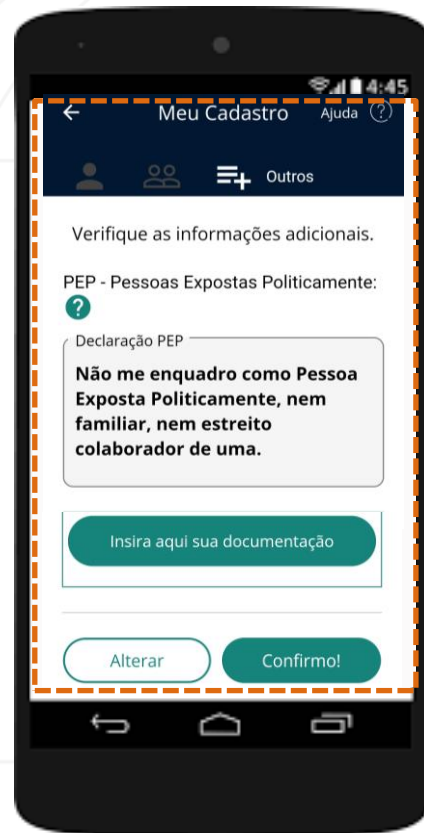 4:45
Meu Cadastro Ajuda ?
Outros
Verifique as informações adicionais.
PEP - Pessoas Expostas Politicamente:
?
Declaração PEP
Não me enquadro como Pessoa
Exposta Politicamente, nem
familiar, nem estreito
colaborador de uma.
Insira aqui sua documentação
Alterar Confirmo!